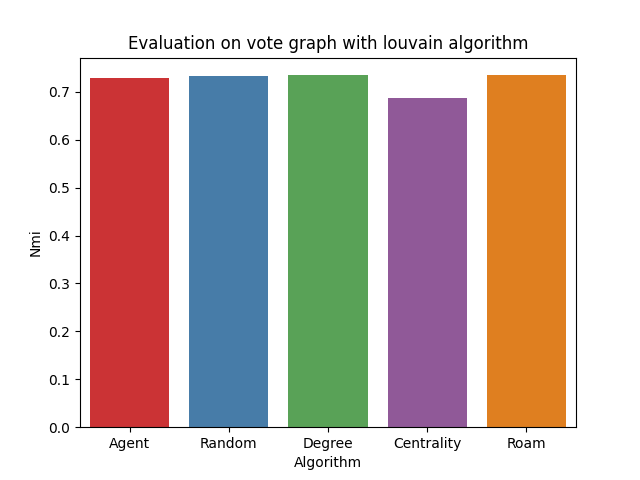 Evaluation on vote graph with louvain algorithm
0.7
0.6
0.5
0.4
0.3
0.2
0.1
0.0
Nmi
Agent Random Degree Centrality Roam
Algorithm